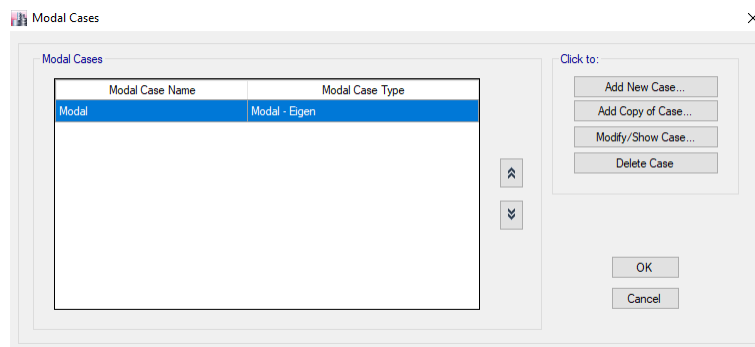 Modal Cases
Modal Cases
Click to:
Modal Case Name Modal Case Type
Modal Modal - Eigen
Add New Case...
Add Copy of Case...
Modify/Show Case...
Delete Case
OK
Cancel